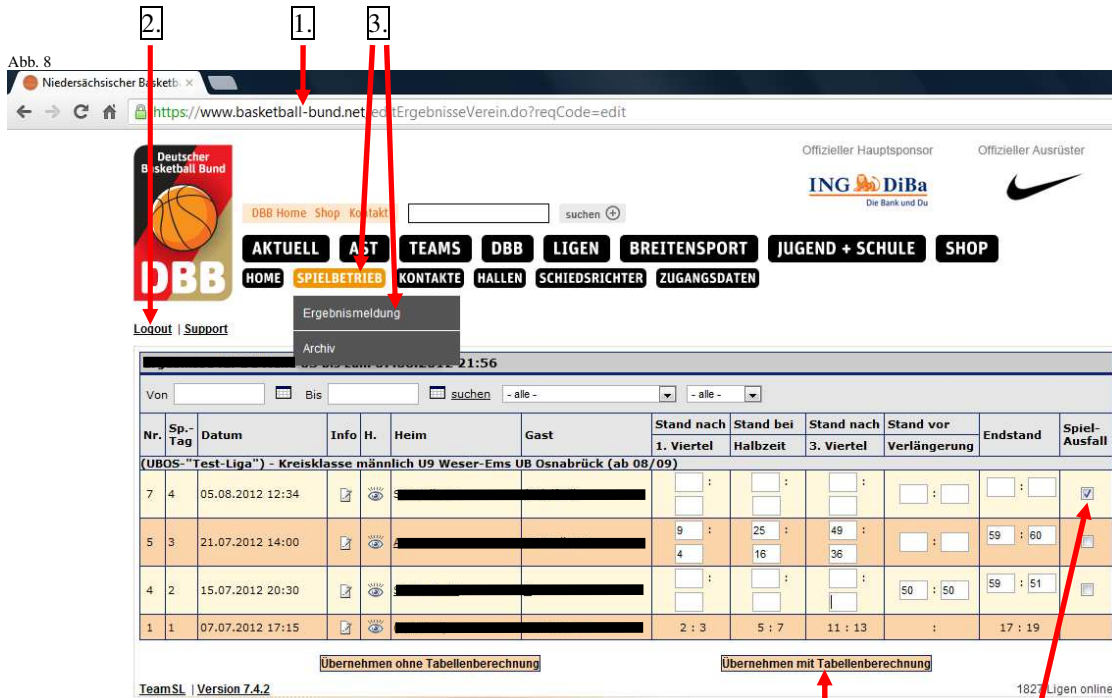 2. 1. 3.
Abb. 8
Niedersächsischer Basketb
https://www.basketball-bund.net/editErgebnisseVerein.do?reqCode=edit
Deutscher
Basketball Bund
DBB
Offizieller Hauptsponsor Offizieller Ausrüster
ING DiBa
Die Bank und Du
DBB Home Shop Kontakt suchen
AKTUELL AST TEAMS DBB LIGEN BREITENSPORT JUGEND + SCHULE SHOP
HOME SPIELBETRIEB KONTAKTE HALLEN SCHIEDSRICHTER ZUGANGSDATEN
Ergebnismeldung
Archiv
Logout | Support
21:56
Von Bis suchen - alle - - alle -
Nr. Sp.-Tag Datum Info H. Heim Gast Stand nach 1. Viertel Stand bei Halbzeit Stand nach 3. Viertel Stand vor Verlängerung Endstand Spiel-Ausfall
(UBOS-"Test-Liga") - Kreisklasse männlich U9 Weser-Ems UB Osnabrück (ab 08/09)
7 4 05.08.2012 12:34 : : : : :
5 3 21.07.2012 14:00 9 : 4 25 : 16 49 : 36 : 59 : 60
4 2 15.07.2012 20:30 : : : 50 : 50 59 : 51
1 1 07.07.2012 17:15 2 : 3 5 : 7 11 : 13 : 17 : 19
Übernehmen ohne Tabellenberechnung Übernehmen mit Tabellenberechnung
TeamSL | Version 7.4.2 1827 Ligen online